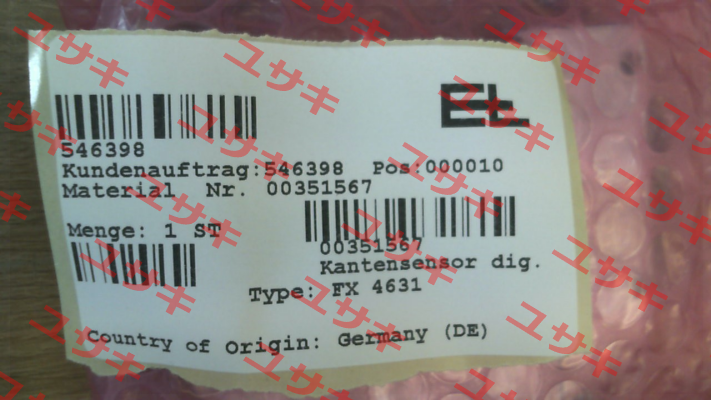 E+L
546398
Kundenauftrag:546398 Pos:000010
Material Nr. 00351567
Menge: 1 ST
00351567
Kantensensor dig.
Type: FX 4631
Country of Origin: Germany (DE)
ユサキ